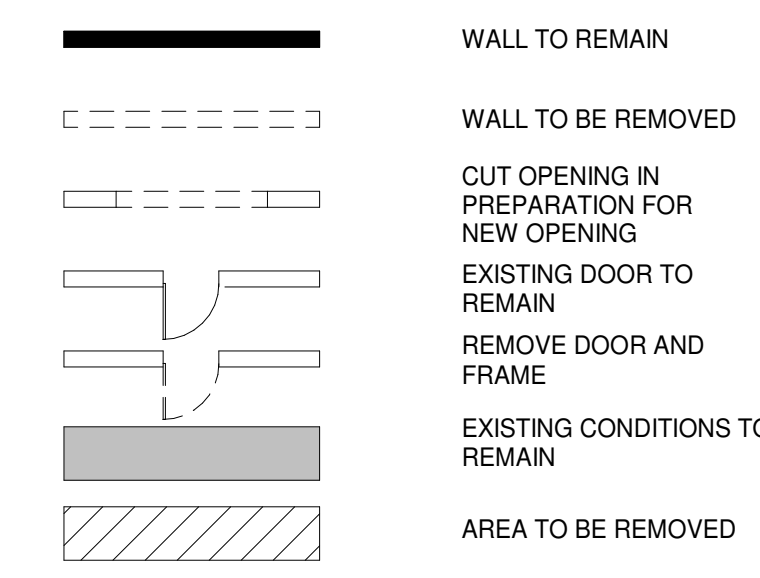 WALL TO REMAIN
WALL TO BE REMOVED
CUT OPENING IN
PREPARATION FOR
NEW OPENING
EXISTING DOOR TO
REMAIN
REMOVE DOOR AND
FRAME
EXISTING CONDITIONS TO
REMAIN
AREA TO BE REMOVED